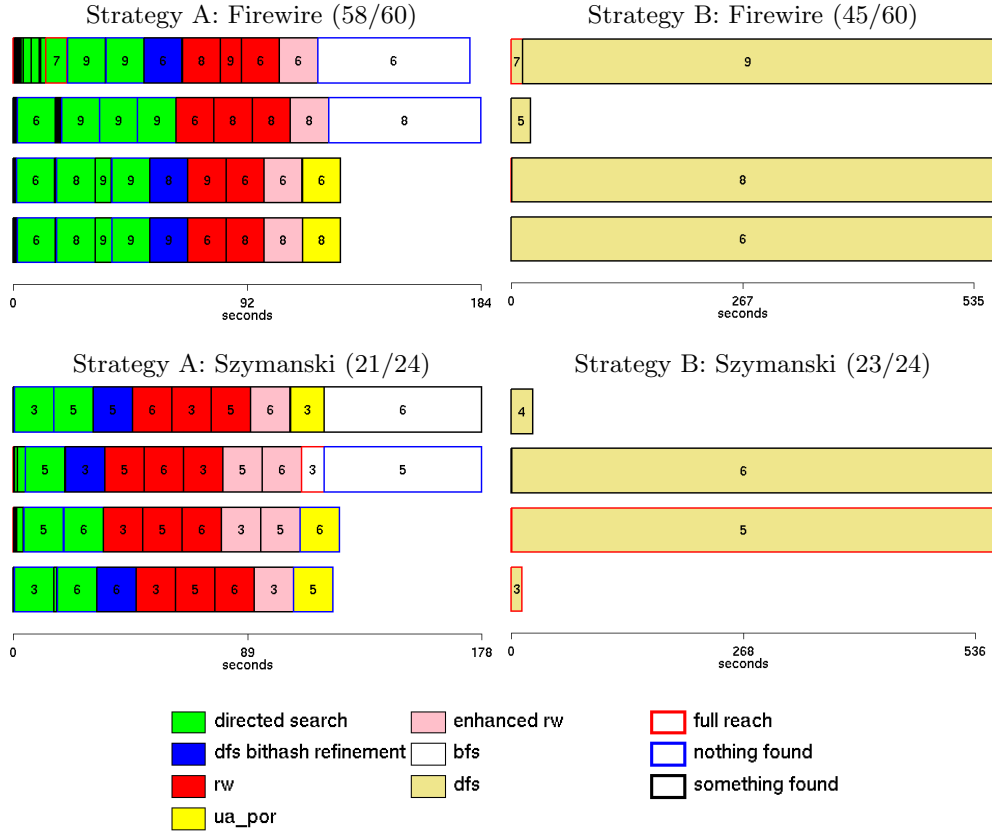 Strategy A: Firewire (58/60)
7 9 9 6 8 9 6 6 6
6 9 9 9 6 8 8 8 8
6 8 9 9 8 9 6 6 6
6 8 9 9 9 6 8 8 8
0 92 184
seconds
Strategy B: Firewire (45/60)
7 9
5
8
6
0 267 535
seconds
Strategy A: Szymanski (21/24)
3 5 5 6 3 5 6 3 6
5 3 5 6 3 5 6 3 5
5 6 3 5 6 3 5 6
3 6 6 3 5 6 3 5
0 89 178
seconds
Strategy B: Szymanski (23/24)
4
6
5
3
0 268 536
seconds
directed search
dfs bithash refinement
rw
ua_por
enhanced rw
bfs
dfs
full reach
nothing found
something found